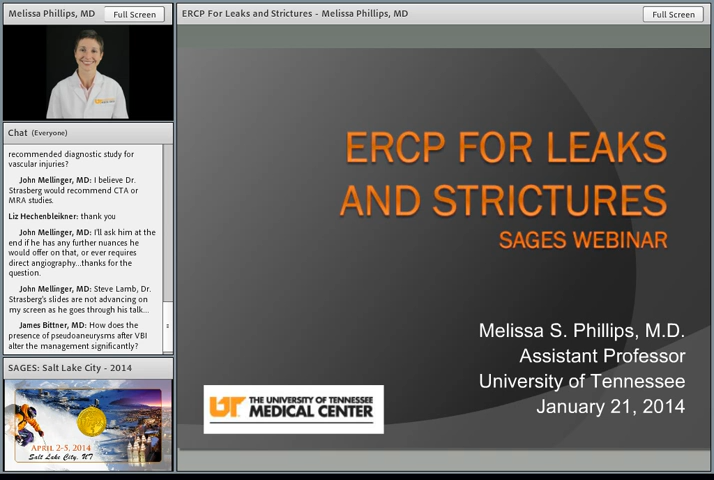 Melissa Phillips, MD
Full Screen
ERCP For Leaks and Strictures - Melissa Phillips, MD
Full Screen
Chat (Everyone)
recommended diagnostic study for
vascular injuries?
John Mellinger, MD: I believe Dr.
Strasberg would recommend CTA or
MRA studies.
Liz Hechenbleikner: thank you
John Mellinger, MD: I'll ask him at the
end if he has any further nuances he
would offer on that, or ever requires
direct angiography...thanks for the
question.
John Mellinger, MD: Steve Lamb, Dr.
Strasberg's slides are not advancing on
my screen as he goes through his talk...
James Bittner, MD: How does the
presence of pseudoaneurysms after VBI
alter the management significantly?
SAGES: Salt Lake City - 2014
APRIL 2-5, 2014
Salt Lake City, UT
ERCP FOR LEAKS
AND STRICTURES
SAGES WEBINAR
Melissa S. Phillips, M.D.
Assistant Professor
University of Tennessee
January 21, 2014
UT THE UNIVERSITY OF TENNESSEE
MEDICAL CENTER